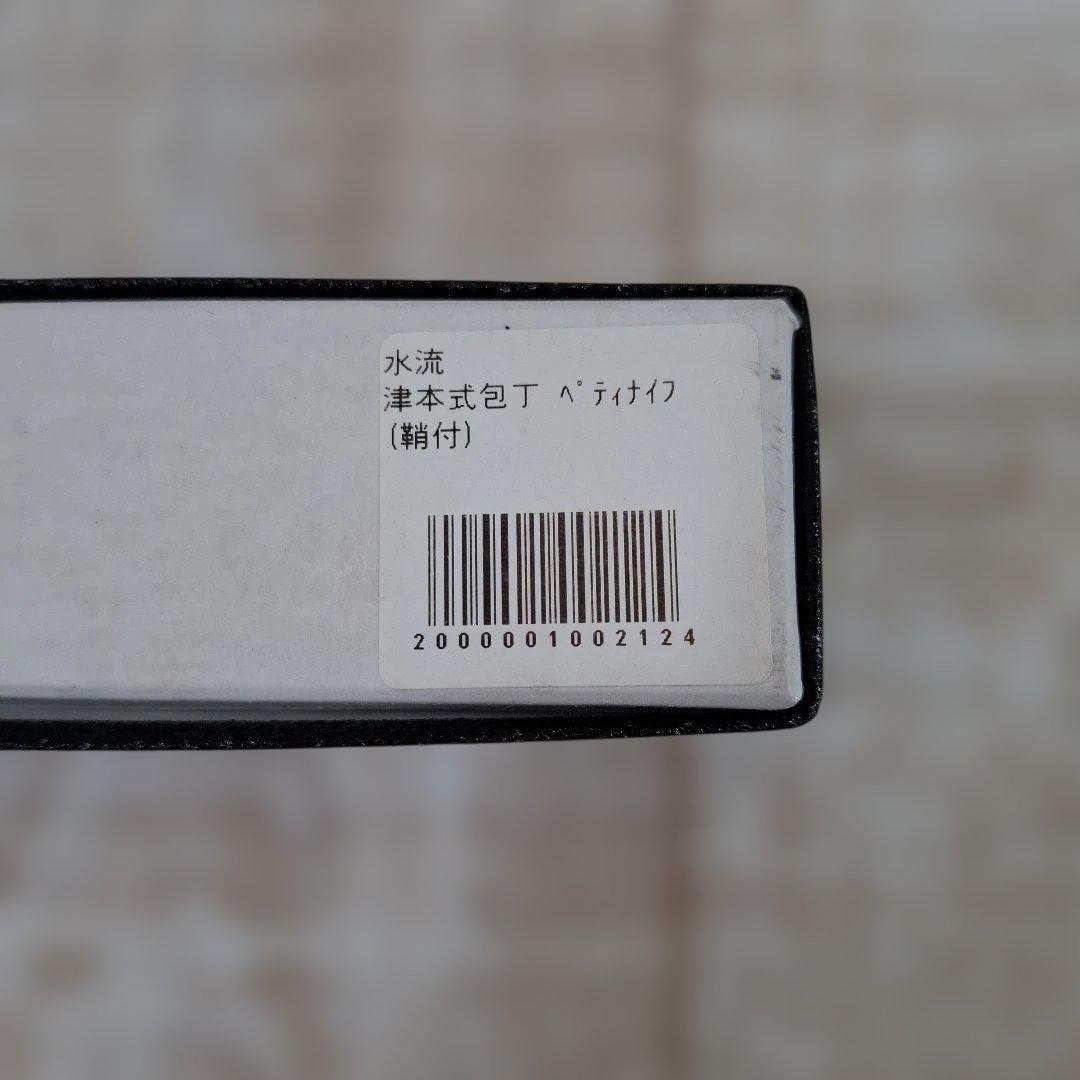 水流
津本式包丁 ﾍﾟﾃｨﾅｲﾌ
(鞘付)
2000001002124